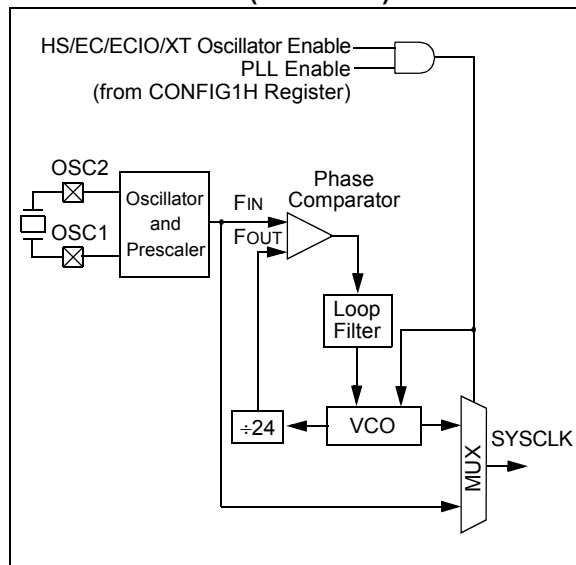 HS/EC/ECIO/XT Oscillator Enable
PLL Enable
(from CONFIG1H Register)
OSC2
OSC1
Oscillator
and
Prescaler
FIN
FOUT
Phase
Comparator
Loop
Filter
÷24
VCO
MUX
SYSCLK